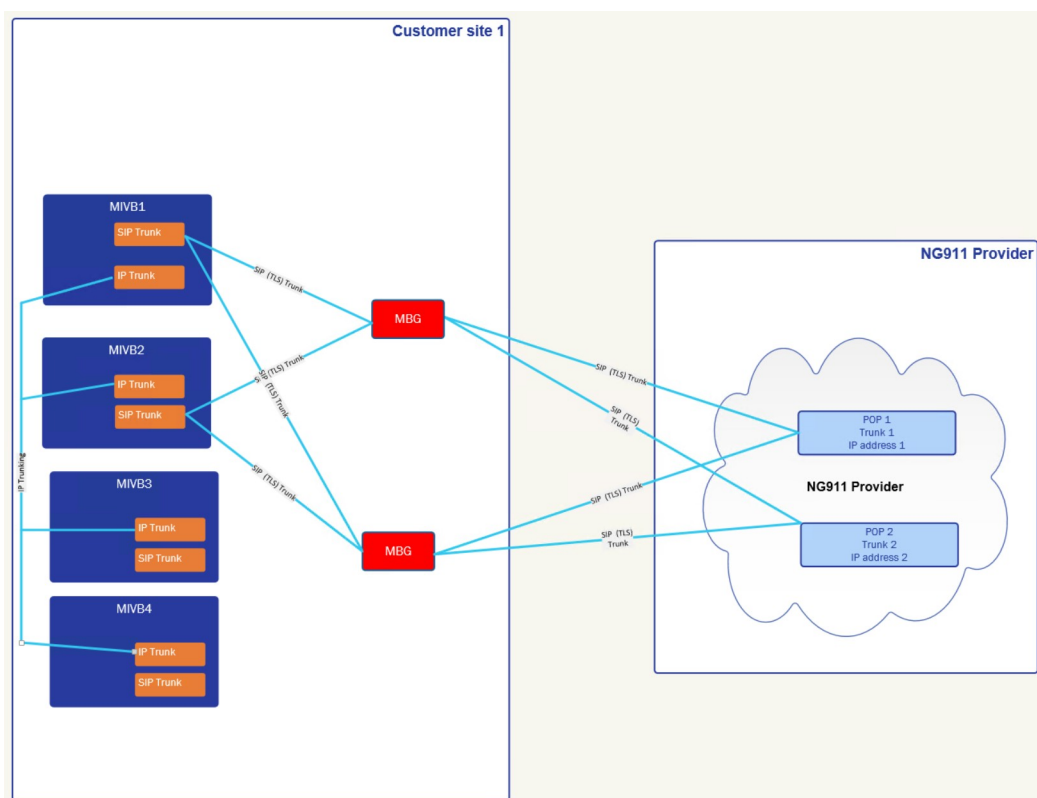 Customer site 1
MIVB1
SIP Trunk
IP Trunk
SIP (TLS) Trunk
MBG
MIVB2
IP Trunk
SIP Trunk
SIP (TLS) Trunk
SIP (TLS) Trunk
SIP (TLS) Trunk
IP Trunking
MIVB3
IP Trunk
SIP Trunk
MBG
MIVB4
IP Trunk
SIP Trunk
NG911 Provider
SIP (TLS) Trunk
SIP (TLS)
Trunk
SIP (TLS) Trunk
SIP (TLS)
Trunk
POP 1
Trunk 1
IP address 1
NG911 Provider
POP 2
Trunk 2
IP address 2